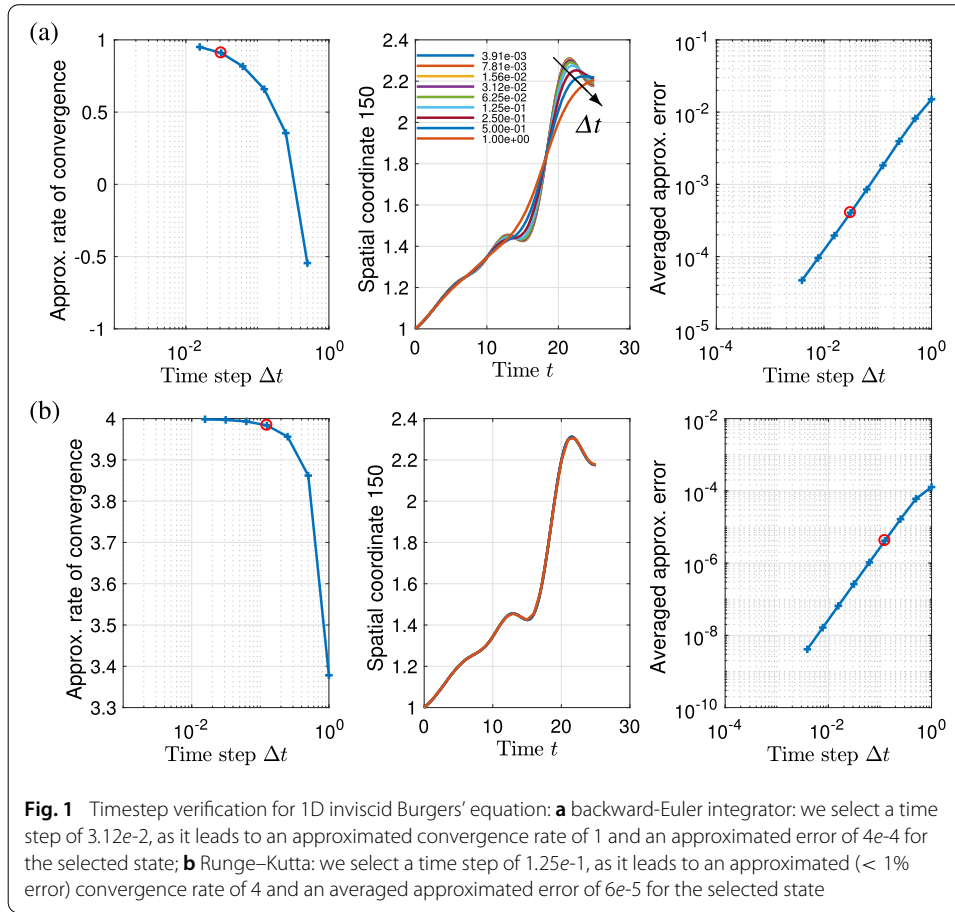 (a)
Approx. rate of convergence
1
0.5
0
-0.5
-1
10^-2
10^0
Time step Δt
Spatial coordinate 150
2.4
2.2
2
1.8
1.6
1.4
1.2
1
3.91e-03
7.81e-03
1.56e-02
3.12e-02
6.25e-02
1.25e-01
2.50e-01
5.00e-01
1.00e+00
Δt
0
10
20
30
Time t
Averaged approx. error
10^-1
10^-2
10^-3
10^-4
10^-5
10^-4
10^-2
10^0
Time step Δt
(b)
Approx. rate of convergence
4
3.9
3.8
3.7
3.6
3.5
3.4
3.3
10^-2
10^0
Time step Δt
Spatial coordinate 150
2.4
2.2
2
1.8
1.6
1.4
1.2
1
0
10
20
30
Time t
Averaged approx. error
10^-2
10^-4
10^-6
10^-8
10^-10
10^-4
10^-2
10^0
Time step Δt
Fig. 1 Timestep verification for 1D inviscid Burgers' equation: a backward-Euler integrator: we select a time
step of 3.12e-2, as it leads to an approximated convergence rate of 1 and an approximated error of 4e-4 for
the selected state; b Runge–Kutta: we select a time step of 1.25e-1, as it leads to an approximated (< 1%
error) convergence rate of 4 and an averaged approximated error of 6e-5 for the selected state